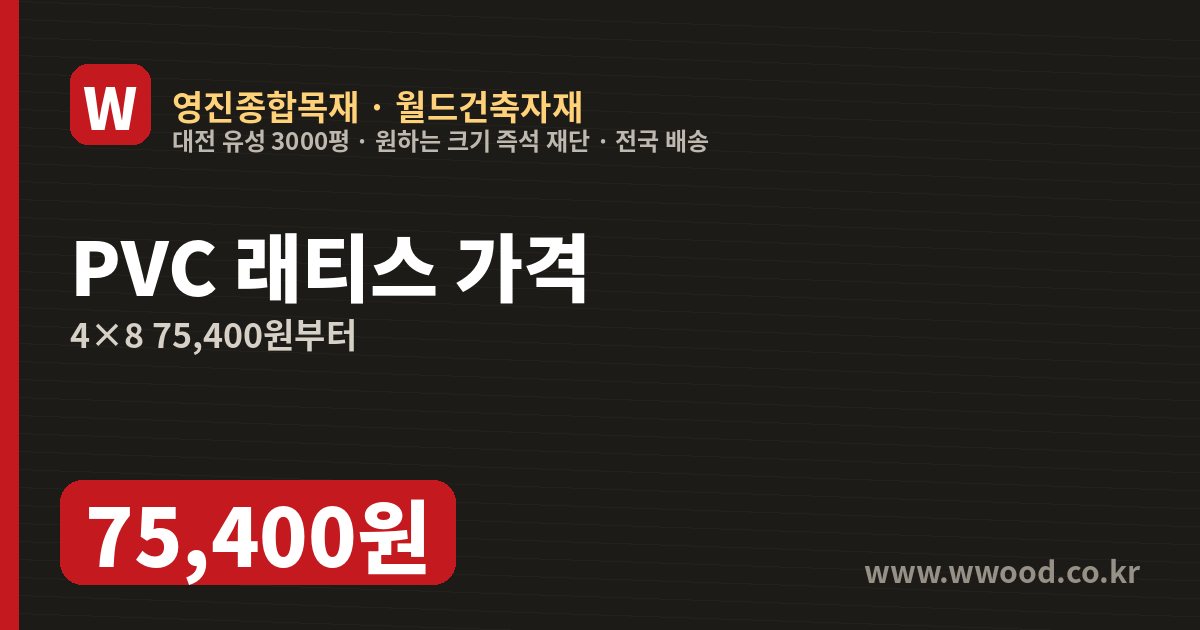 W
영진종합목재 · 월드건축자재
대전 유성 3000평 · 원하는 크기 즉석 재단 · 전국 배송
PVC 래티스 가격
4×8 75,400원부터
75,400원
www.wwood.co.kr